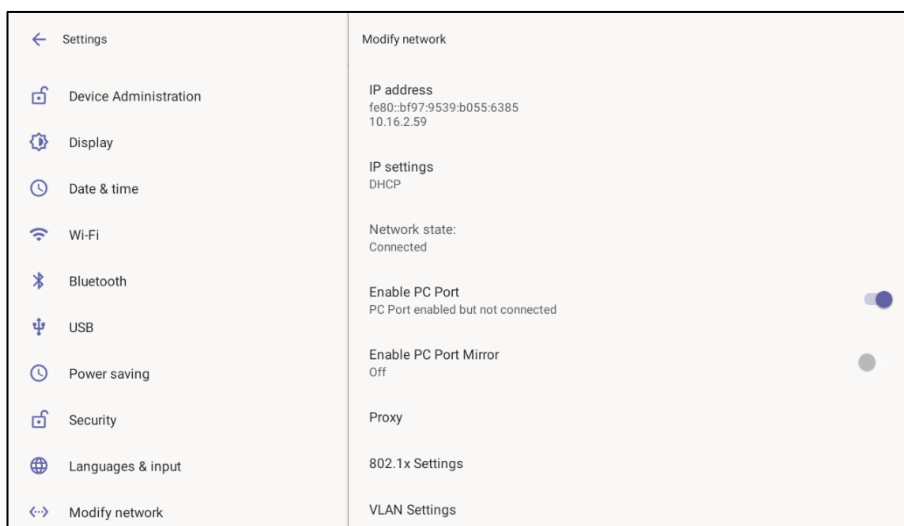 Settings
Device Administration
Display
Date & time
Wi-Fi
Bluetooth
USB
Power saving
Security
Languages & input
Modify network
Modify network
IP address
fe80::bf97:9539:b055:6385
10.16.2.59
IP settings
DHCP
Network state:
Connected
Enable PC Port
PC Port enabled but not connected
Enable PC Port Mirror
Off
Proxy
802.1x Settings
VLAN Settings